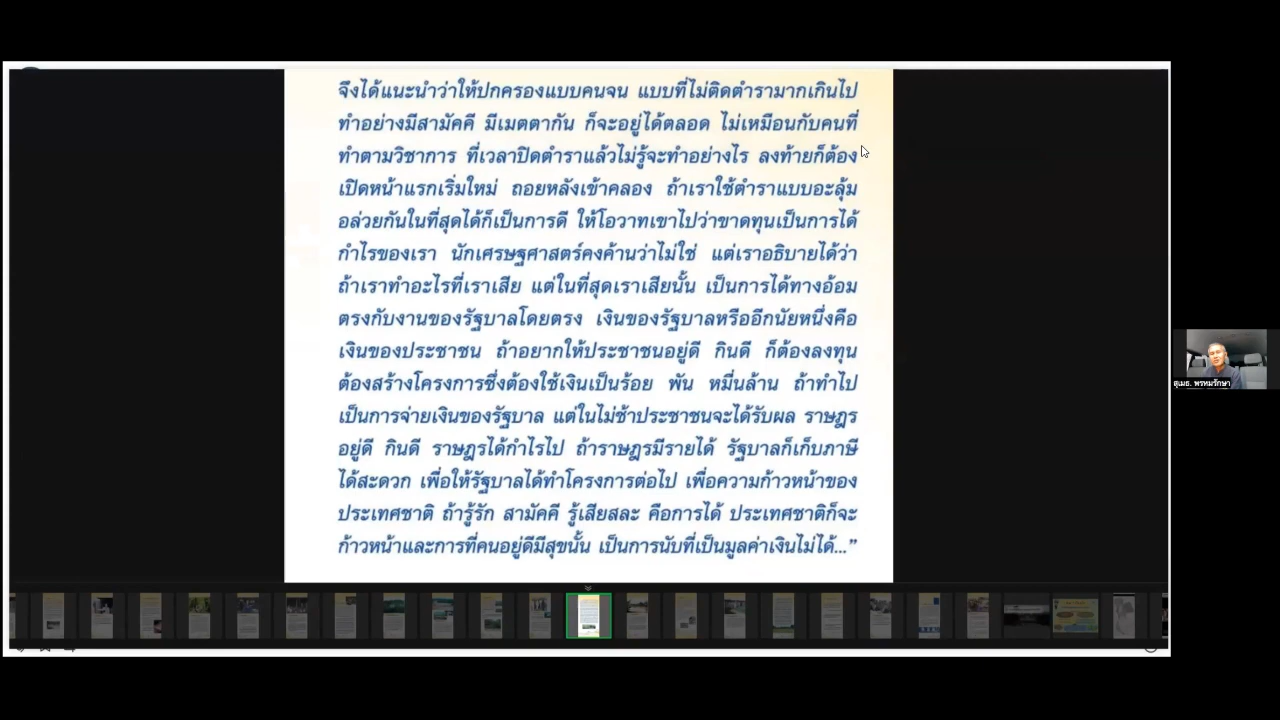 จึงได้แนะนำว่าให้ปกครองแบบคนจน แบบที่ไม่ติดตำรามากเกินไป
ทำอย่างมีสามัคคี มีเมตตากัน ก็จะอยู่ได้ตลอด ไม่เหมือนกับคนที่
ทำตามวิชาการ ที่เวลาปิดตำราแล้วไม่รู้จะทำอย่างไร ลงท้ายก็ต้อง
เปิดหน้าแรกเริ่มใหม่ ถอยหลังเข้าคลอง ถ้าเราใช้ตำราแบบอะลุ้ม
อล่วยกันในที่สุดได้ก็เป็นการดี ให้โอวาทเขาไปว่าขาดทุนเป็นการได้
กำไรของเรา นักเศรษฐศาสตร์คงค้านว่าไม่ใช่ แต่เราอธิบายได้ว่า
ถ้าเราทำอะไรที่เราเสีย แต่ในที่สุดเราเสียนั้น เป็นการได้ทางอ้อม
ตรงกับงานของรัฐบาลโดยตรง เงินของรัฐบาลหรืออีกนัยหนึ่งคือ
เงินของประชาชน ถ้าอยากให้ประชาชนอยู่ดี กินดี ก็ต้องลงทุน
ต้องสร้างโครงการซึ่งต้องใช้เงินเป็นร้อย พัน หมื่นล้าน ถ้าทำไป
เป็นการจ่ายเงินของรัฐบาล แต่ในไม่ช้าประชาชนจะได้รับผล ราษฎร
อยู่ดี กินดี ราษฎรได้กำไรไป ถ้าราษฎรมีรายได้ รัฐบาลก็เก็บภาษี
ได้สะดวก เพื่อให้รัฐบาลได้ทำโครงการต่อไป เพื่อความก้าวหน้าของ
ประเทศชาติ ถ้ารู้รัก สามัคคี รู้เสียสละ คือการได้ ประเทศชาติก็จะ
ก้าวหน้าและการที่คนอยู่ดีมีสุขนั้น เป็นการนับที่เป็นมูลค่าเงินไม่ได้...”
สุเมธ. พรหมรักษา